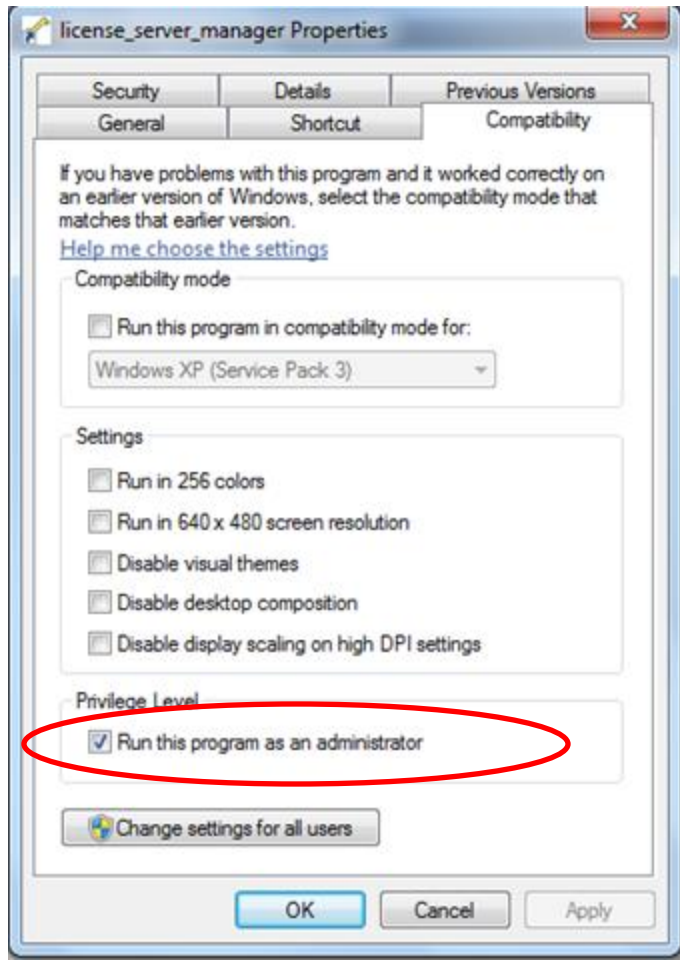 license_server_manager Properties
Security Details Previous Versions
General Shortcut Compatibility
If you have problems with this program and it worked correctly on
an earlier version of Windows, select the compatibility mode that
matches that earlier version.
Help me choose the settings
Compatibility mode
Run this program in compatibility mode for:
Windows XP (Service Pack 3)
Settings
Run in 256 colors
Run in 640 x 480 screen resolution
Disable visual themes
Disable desktop composition
Disable display scaling on high DPI settings
Privilege Level
Run this program as an administrator
Change settings for all users
OK Cancel Apply